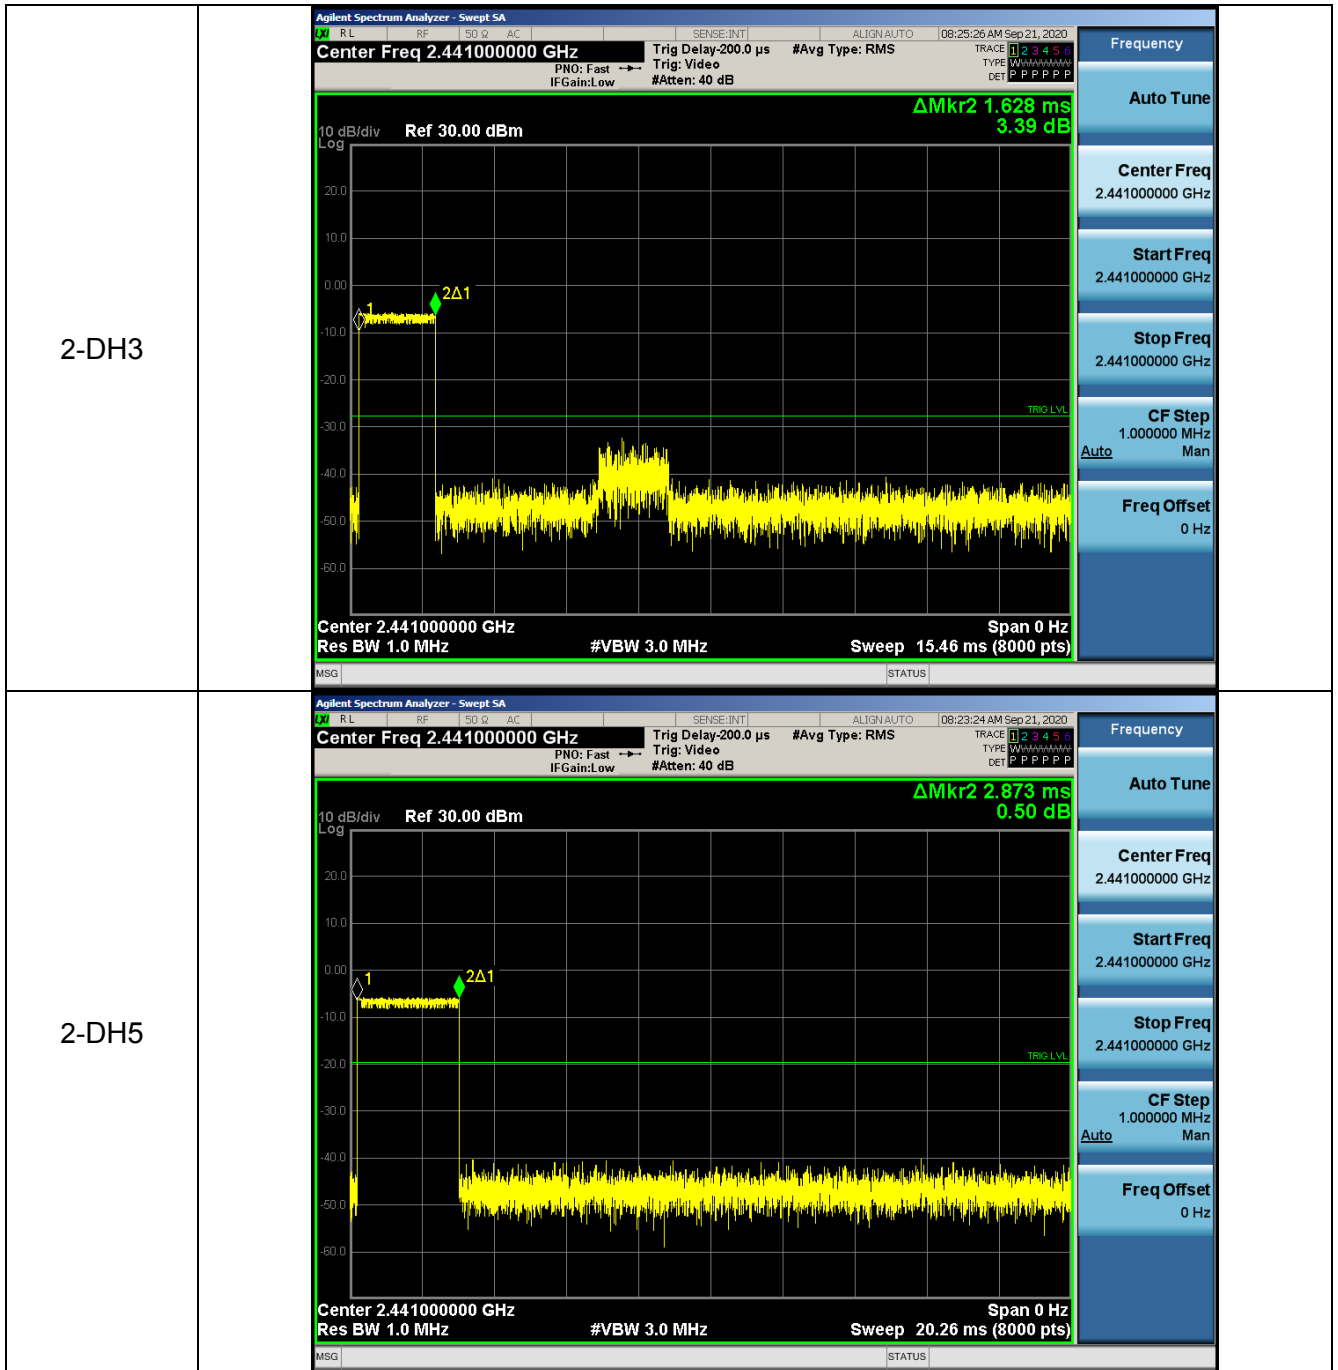 2-DH3
Agilent Spectrum Analyzer - Swept SA
LXI RL RF 50 Ω AC SENSE:INT ALIGN AUTO 08:25:26 AM Sep 21, 2020
Center Freq 2.441000000 GHz
PNO: Fast
IFGain:Low
Trig Delay-200.0 µs
Trig: Video
#Atten: 40 dB
#Avg Type: RMS
TRACE 1 2 3 4 5 6
TYPE W
DET P P P P P P
ΔMkr2 1.628 ms
3.39 dB
10 dB/div Ref 30.00 dBm
Log
20.0
10.0
0.00
-10.0
-20.0
-30.0
-40.0
-50.0
-60.0
1
2Δ1
TRIG LVL
Center 2.441000000 GHz Span 0 Hz
Res BW 1.0 MHz #VBW 3.0 MHz Sweep 15.46 ms (8000 pts)
MSG STATUS
Frequency
Auto Tune
Center Freq
2.441000000 GHz
Start Freq
2.441000000 GHz
Stop Freq
2.441000000 GHz
CF Step
1.000000 MHz
Auto Man
Freq Offset
0 Hz
2-DH5
Agilent Spectrum Analyzer - Swept SA
LXI RL RF 50 Ω AC SENSE:INT ALIGN AUTO 08:23:24 AM Sep 21, 2020
Center Freq 2.441000000 GHz
PNO: Fast
IFGain:Low
Trig Delay-200.0 µs
Trig: Video
#Atten: 40 dB
#Avg Type: RMS
TRACE 1 2 3 4 5 6
TYPE W
DET P P P P P P
ΔMkr2 2.873 ms
0.50 dB
10 dB/div Ref 30.00 dBm
Log
20.0
10.0
0.00
-10.0
-20.0
-30.0
-40.0
-50.0
-60.0
1
2Δ1
TRIG LVL
Center 2.441000000 GHz Span 0 Hz
Res BW 1.0 MHz #VBW 3.0 MHz Sweep 20.26 ms (8000 pts)
MSG STATUS
Frequency
Auto Tune
Center Freq
2.441000000 GHz
Start Freq
2.441000000 GHz
Stop Freq
2.441000000 GHz
CF Step
1.000000 MHz
Auto Man
Freq Offset
0 Hz